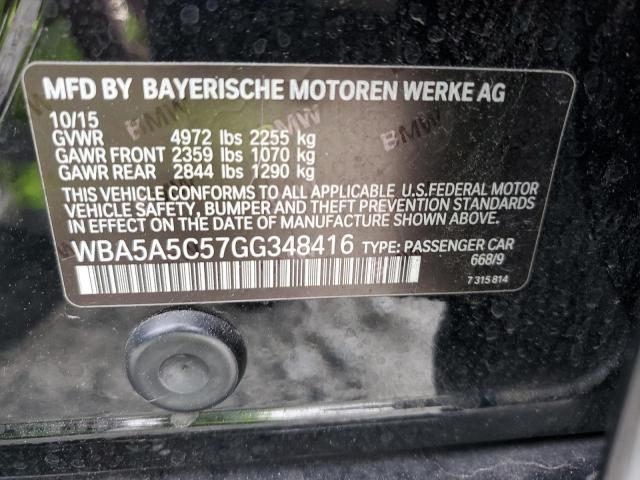 MFD BY BAYERISCHE MOTOREN WERKE AG
10/15
GVWR 4972 lbs 2255 kg
GAWR FRONT 2359 lbs 1070 kg
GAWR REAR 2844 lbs 1290 kg
THIS VEHICLE CONFORMS TO ALL APPLICABLE U.S.FEDERAL MOTOR
VEHICLE SAFETY, BUMPER AND THEFT PREVENTION STANDARDS
IN EFFECT ON THE DATE OF MANUFACTURE SHOWN ABOVE.
WBA5A5C57GG348416 TYPE: PASSENGER CAR
668/9
7 315 814
BMW
BMW
BMW